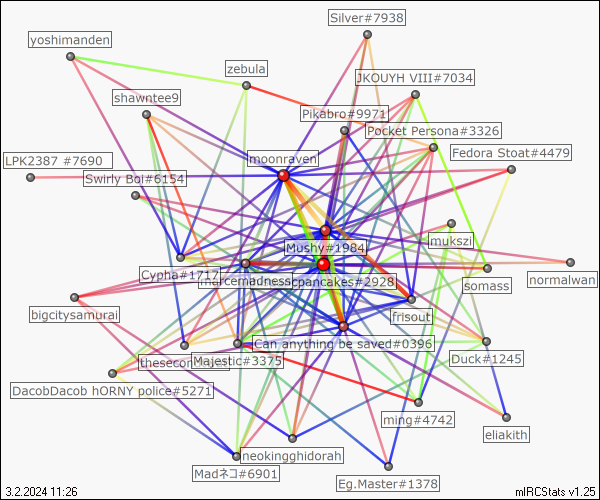 Silver#7938
yoshimanden
zebula
JKOUYH VIII#7034
shawntee9
Pikabro#9971
Pocket Persona#3326
moonraven
Fedora Stoat#4479
LPK2387 #7690
Swirly Boi#6154
mukszi
Mushy#1984
Cypha#1717
mercemadness
cpancakes#2928
somass
normalwan
bigcitysamurai
frisout
Can anything be saved#0396
Majestic#3375
Duck#1245
DacobDacob hORNY police#5271
ming#4742
eliakith
neokingghidorah
Madネコ#6901
Eg.Master#1378
3.2.2024 11:26
mIRCStats v1.25